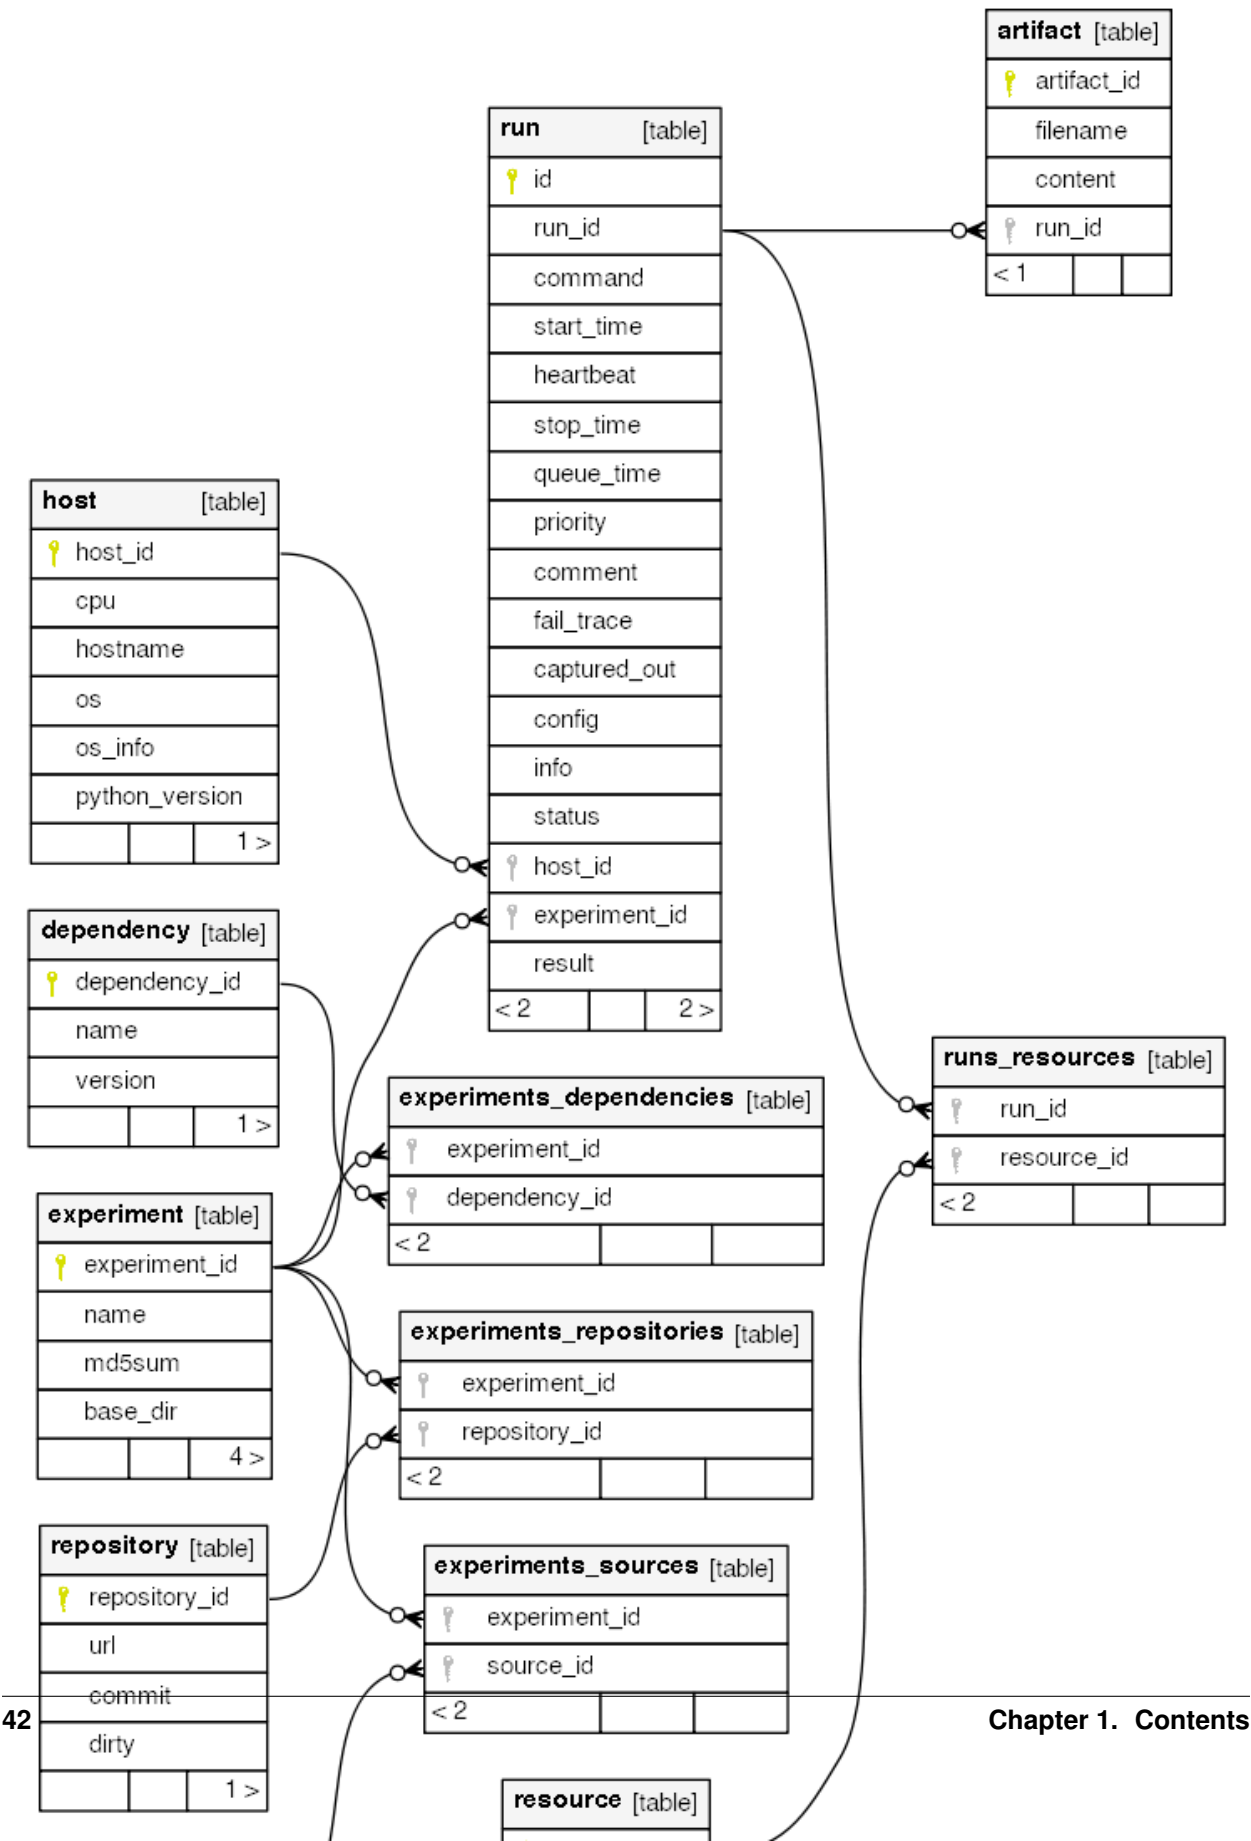 artifact [table]
artifact_id
filename
content
run_id
< 1
run [table]
id
run_id
command
start_time
heartbeat
stop_time
queue_time
priority
comment
fail_trace
captured_out
config
info
status
host_id
experiment_id
result
< 2 2 >
host [table]
host_id
cpu
hostname
os
os_info
python_version
1 >
dependency [table]
dependency_id
name
version
1 >
runs_resources [table]
run_id
resource_id
< 2
experiments_dependencies [table]
experiment_id
dependency_id
< 2
experiment [table]
experiment_id
name
md5sum
base_dir
4 >
experiments_repositories [table]
experiment_id
repository_id
< 2
repository [table]
repository_id
url
commit
dirty
1 >
experiments_sources [table]
experiment_id
source_id
< 2
42 Chapter 1. Contents
resource [table]